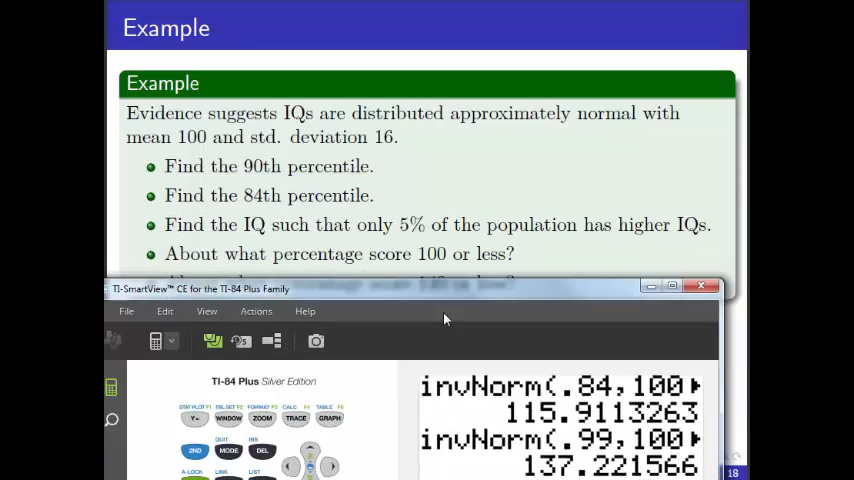 Example
Example
Evidence suggests IQs are distributed approximately normal with
mean 100 and std. deviation 16.
Find the 90th percentile.
Find the 84th percentile.
Find the IQ such that only 5% of the population has higher IQs.
About what percentage score 100 or less?
TI-SmartView™ CE for the TI-84 Plus Family
File Edit View Actions Help
TI-84 Plus Silver Edition
invNorm(.84,100
115.9113263
invNorm(.99,100
137.221566
STAT PLOT F1 TBLSET F2 FORMAT F3 CALC F4 TABLE F5
Y= WINDOW ZOOM TRACE GRAPH
QUIT INS
2ND MODE DEL
A-LOCK LINK LIST
18